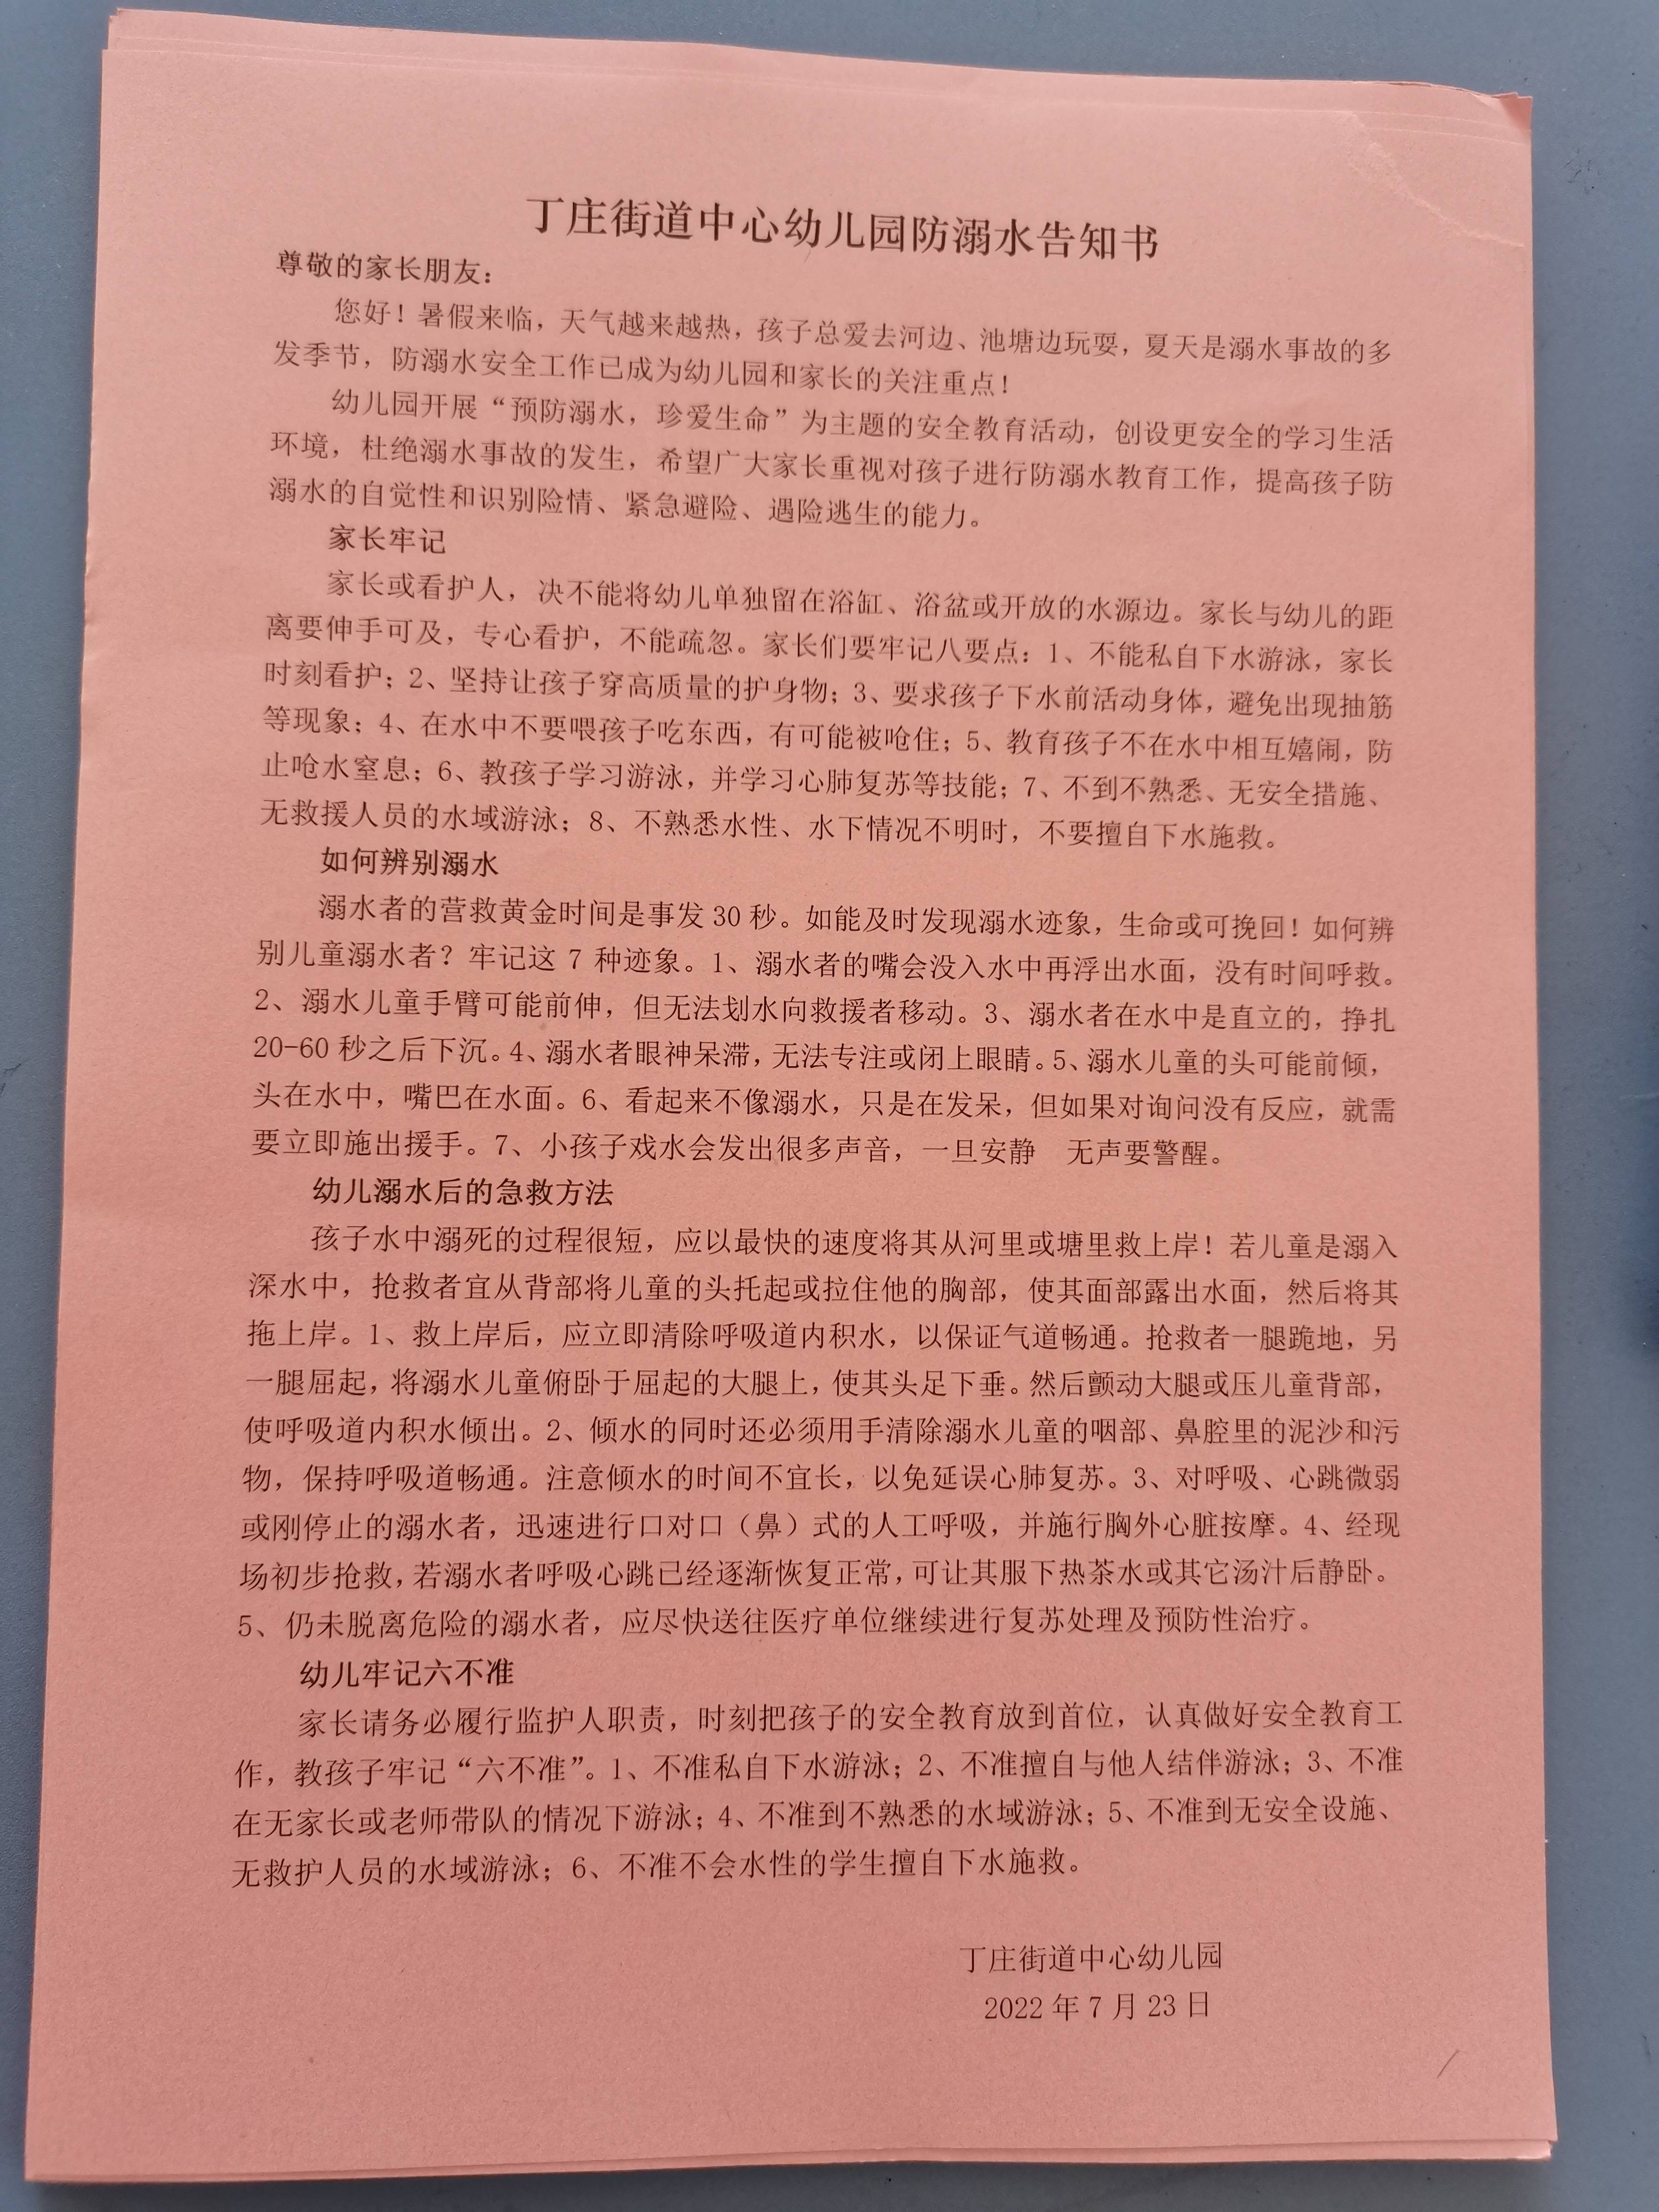 丁庄街道中心幼儿园防溺水告知书
尊敬的家长朋友：
您好！暑假来临，天气越来越热，孩子总爱去河边、池塘边玩耍，夏天是溺水事故的多
发季节，防溺水安全工作已成为幼儿园和家长的关注重点！
幼儿园开展“预防溺水，珍爱生命”为主题的安全教育活动，创设更安全的学习生活
环境，杜绝溺水事故的发生，希望广大家长重视对孩子进行防溺水教育工作，提高孩子防
溺水的自觉性和识别险情、紧急避险、遇险逃生的能力。
家长牢记
家长或看护人，决不能将幼儿单独留在浴缸、浴盆或开放的水源边。家长与幼儿的距
离要伸手可及，专心看护，不能疏忽。家长们要牢记八要点：1、不能私自下水游泳，家长
时刻看护；2、坚持让孩子穿高质量的护身物；3、要求孩子下水前活动身体，避免出现抽筋
等现象；4、在水中不要喂孩子吃东西，有可能被呛住；5、教育孩子不在水中相互嬉闹，防
止呛水窒息；6、教孩子学习游泳，并学习心肺复苏等技能；7、不到不熟悉、无安全措施、
无救援人员的水域游泳；8、不熟悉水性、水下情况不明时，不要擅自下水施救。
如何辨别溺水
溺水者的营救黄金时间是事发 30 秒。如能及时发现溺水迹象，生命或可挽回！如何辨
别儿童溺水者？牢记这 7 种迹象。1、溺水者的嘴会没入水中再浮出水面，没有时间呼救。
2、溺水儿童手臂可能前伸，但无法划水向救援者移动。3、溺水者在水中是直立的，挣扎
20-60 秒之后下沉。4、溺水者眼神呆滞，无法专注或闭上眼睛。5、溺水儿童的头可能前倾，
头在水中，嘴巴在水面。6、看起来不像溺水，只是在发呆，但如果对询问没有反应，就需
要立即施出援手。7、小孩子戏水会发出很多声音，一旦安静　无声要警醒。
幼儿溺水后的急救方法
孩子水中溺死的过程很短，应以最快的速度将其从河里或塘里救上岸！若儿童是溺入
深水中，抢救者宜从背部将儿童的头托起或拉住他的胸部，使其面部露出水面，然后将其
拖上岸。1、救上岸后，应立即清除呼吸道内积水，以保证气道畅通。抢救者一腿跪地，另
一腿屈起，将溺水儿童俯卧于屈起的大腿上，使其头足下垂。然后颤动大腿或压儿童背部，
使呼吸道内积水倾出。2、倾水的同时还必须用手清除溺水儿童的咽部、鼻腔里的泥沙和污
物，保持呼吸道畅通。注意倾水的时间不宜长，以免延误心肺复苏。3、对呼吸、心跳微弱
或刚停止的溺水者，迅速进行口对口（鼻）式的人工呼吸，并施行胸外心脏按摩。4、经现
场初步抢救，若溺水者呼吸心跳已经逐渐恢复正常，可让其服下热茶水或其它汤汁后静卧。
5、仍未脱离危险的溺水者，应尽快送往医疗单位继续进行复苏处理及预防性治疗。
幼儿牢记六不准
家长请务必履行监护人职责，时刻把孩子的安全教育放到首位，认真做好安全教育工
作，教孩子牢记“六不准”。1、不准私自下水游泳；2、不准擅自与他人结伴游泳；3、不准
在无家长或老师带队的情况下游泳；4、不准到不熟悉的水域游泳；5、不准到无安全设施、
无救护人员的水域游泳；6、不准不会水性的学生擅自下水施救。
丁庄街道中心幼儿园
2022 年 7 月 23 日